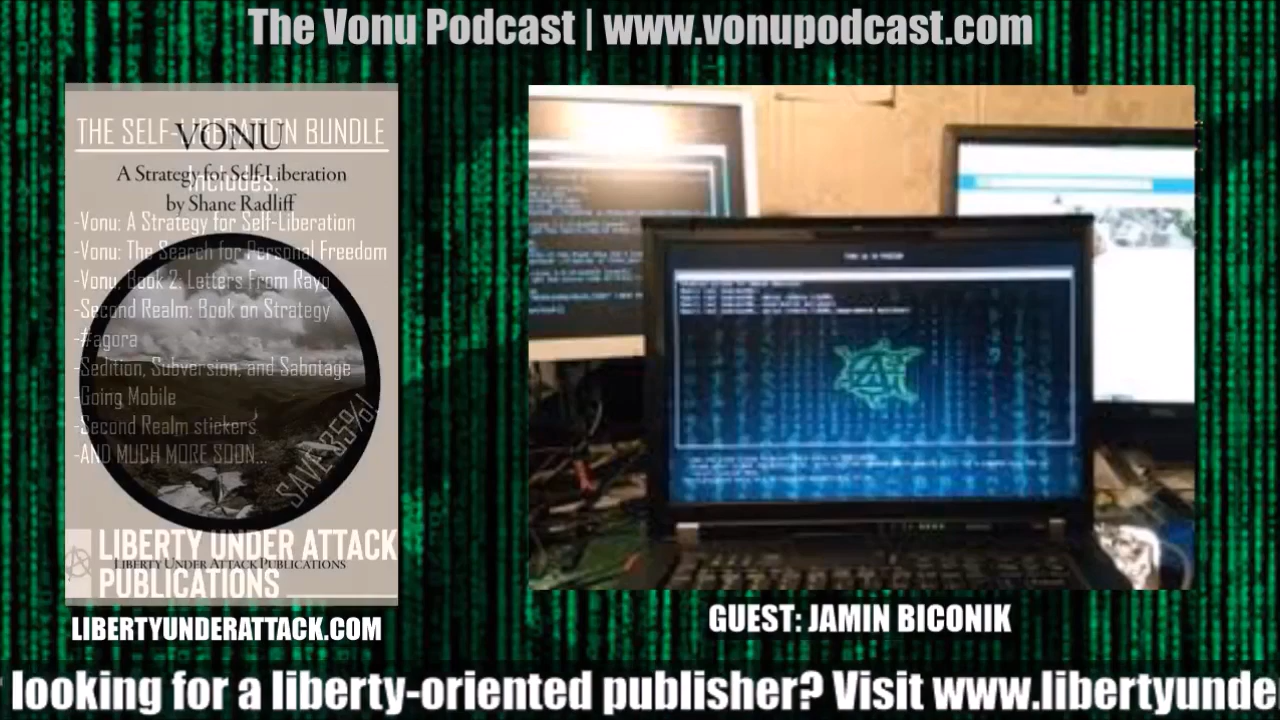 The Vonu Podcast | www.vonupodcast.com
THE SELF-LIBERATION BUNDLE
Includes:
-Vonu: A Strategy for Self-Liberation
-Vonu: The Search for Personal Freedom
-Vonu: Book 2: Letters From Rayo
-Second Realm: Book on Strategy
-#agora
-Sedition, Subversion, and Sabotage
-Going Mobile
-Second Realm stickers
-AND MUCH MORE SOON...
SAVE 35%!
LIBERTY UNDER ATTACK
PUBLICATIONS
VONU
A Strategy for Self-Liberation
by Shane Radliff
LIBERTY UNDER ATTACK PUBLICATIONS
LIBERTYUNDERATTACK.COM
GUEST: JAMIN BICONIK
looking for a liberty-oriented publisher? Visit www.libertyunde